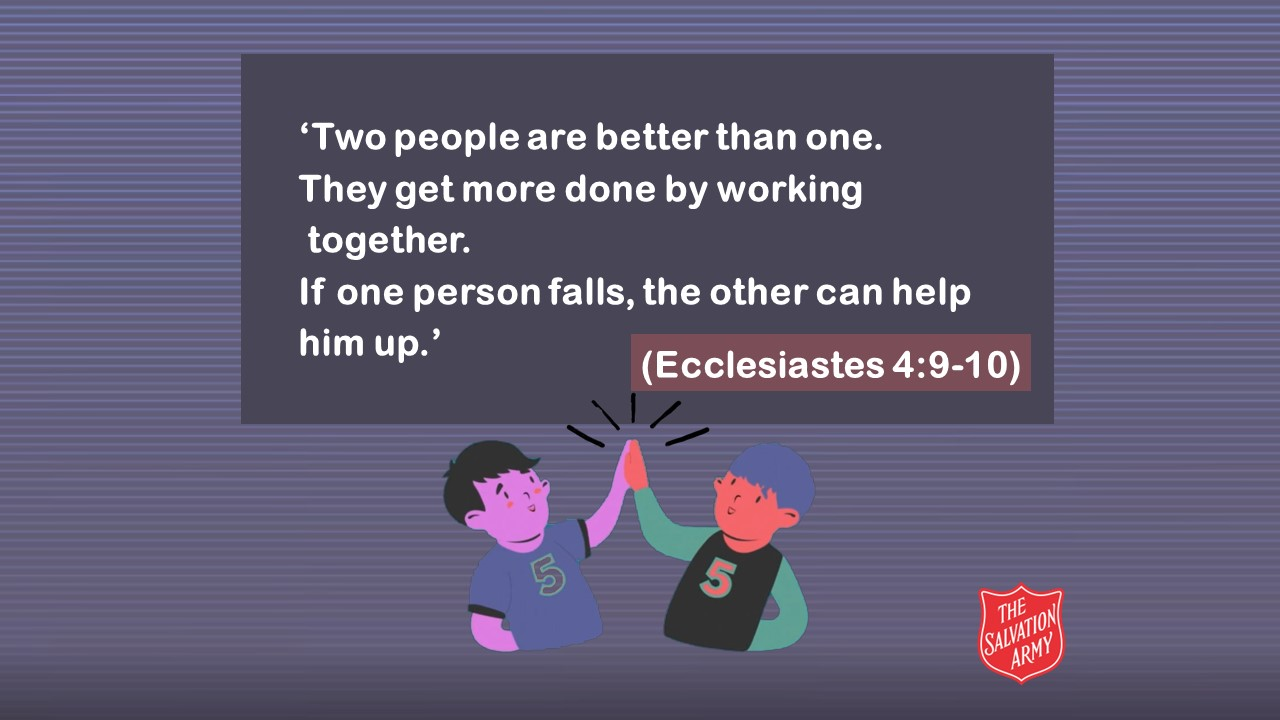 ‘Two people are better than one.
They get more done by working
together.
If one person falls, the other can help
him up.’
(Ecclesiastes 4:9-10)
5
5
THE
SALVATION
ARMY